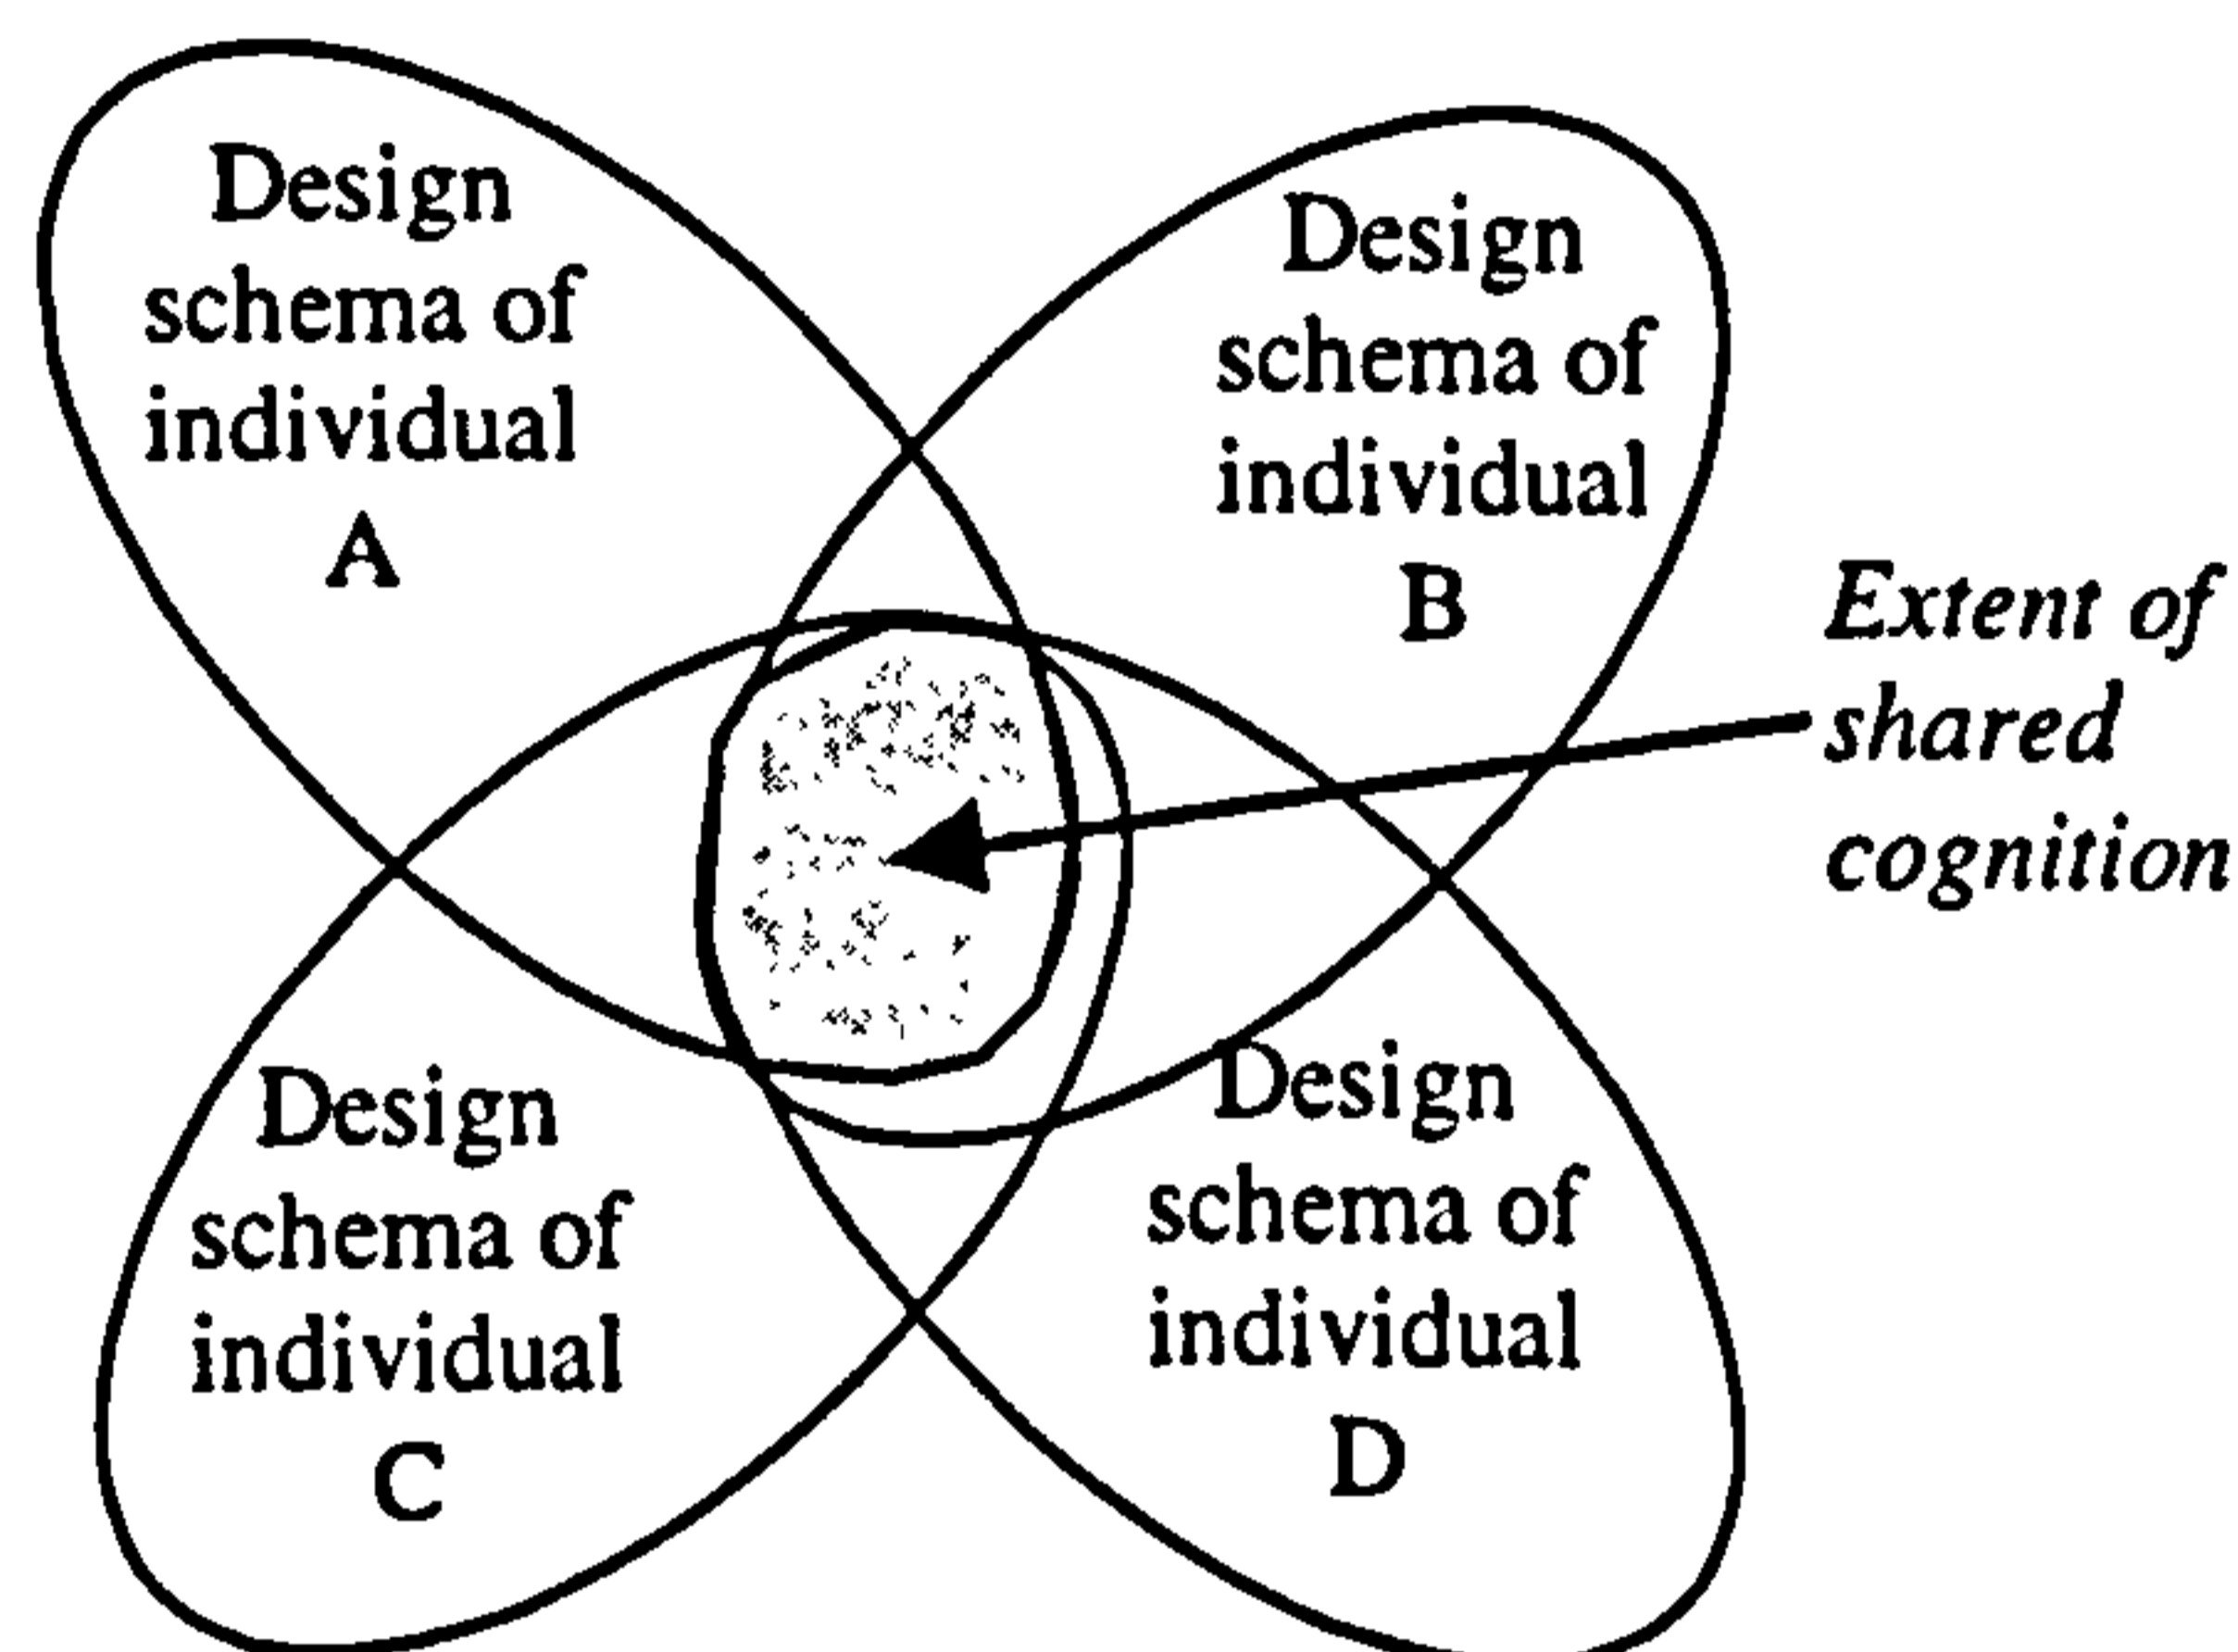 Design
schema of
individual
A
Design
schema of
individual
B
Extent of
shared
cognition
Design
schema of
individual
C
Design
schema of
individual
D